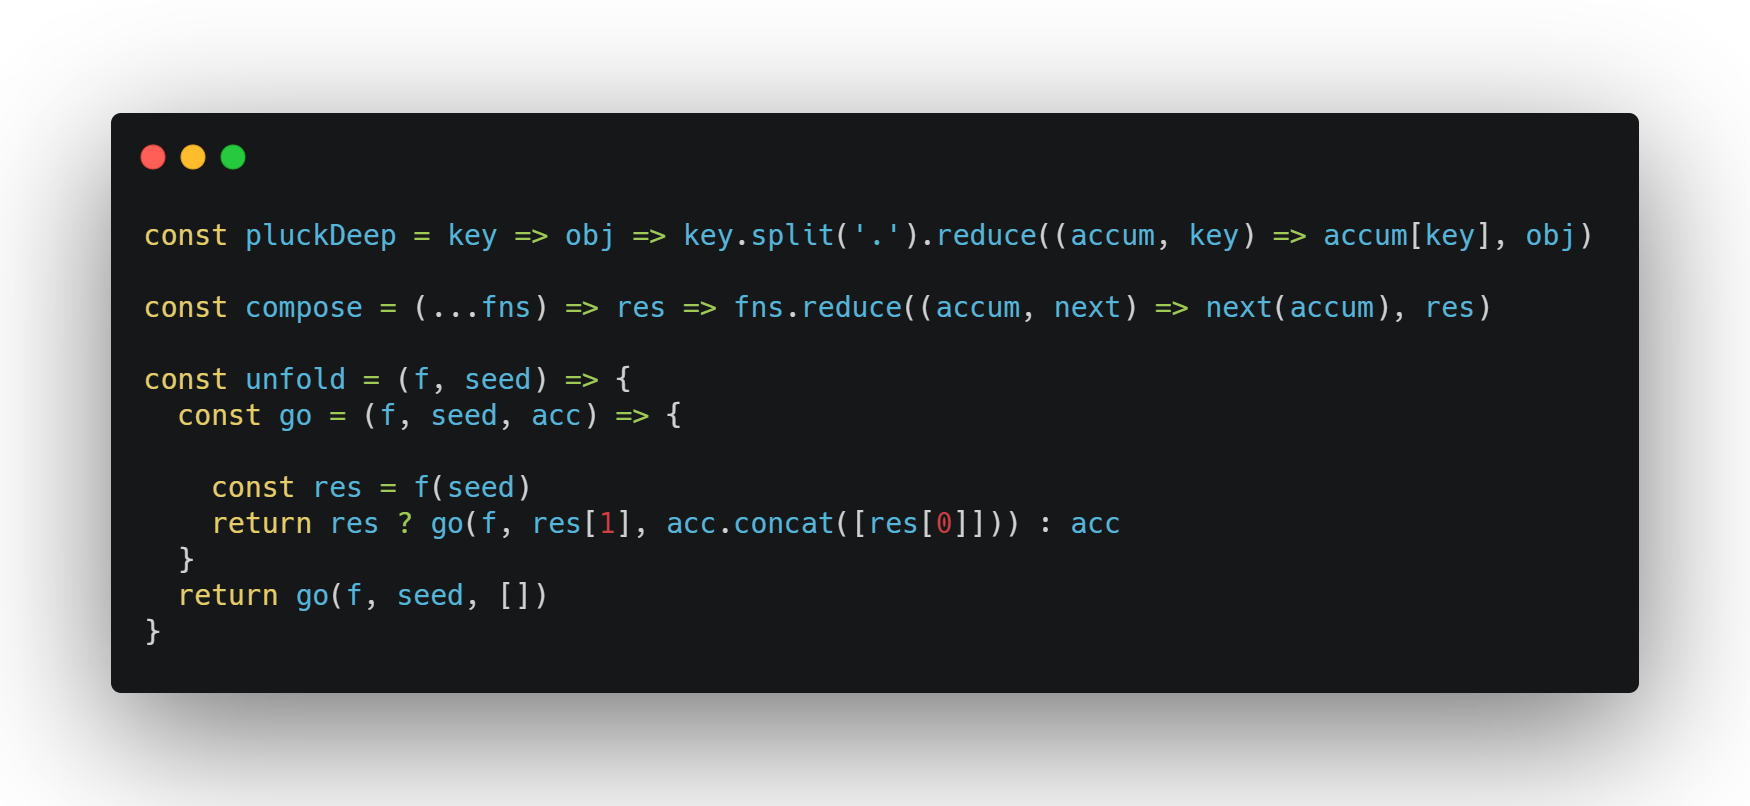 const pluckDeep = key => obj => key.split('.').reduce((accum, key) => accum[key], obj)
const compose = (...fns) => res => fns.reduce((accum, next) => next(accum), res)
const unfold = (f, seed) => {
  const go = (f, seed, acc) => {
    const res = f(seed)
    return res ? go(f, res[1], acc.concat([res[0]])) : acc
  }
  return go(f, seed, [])
}